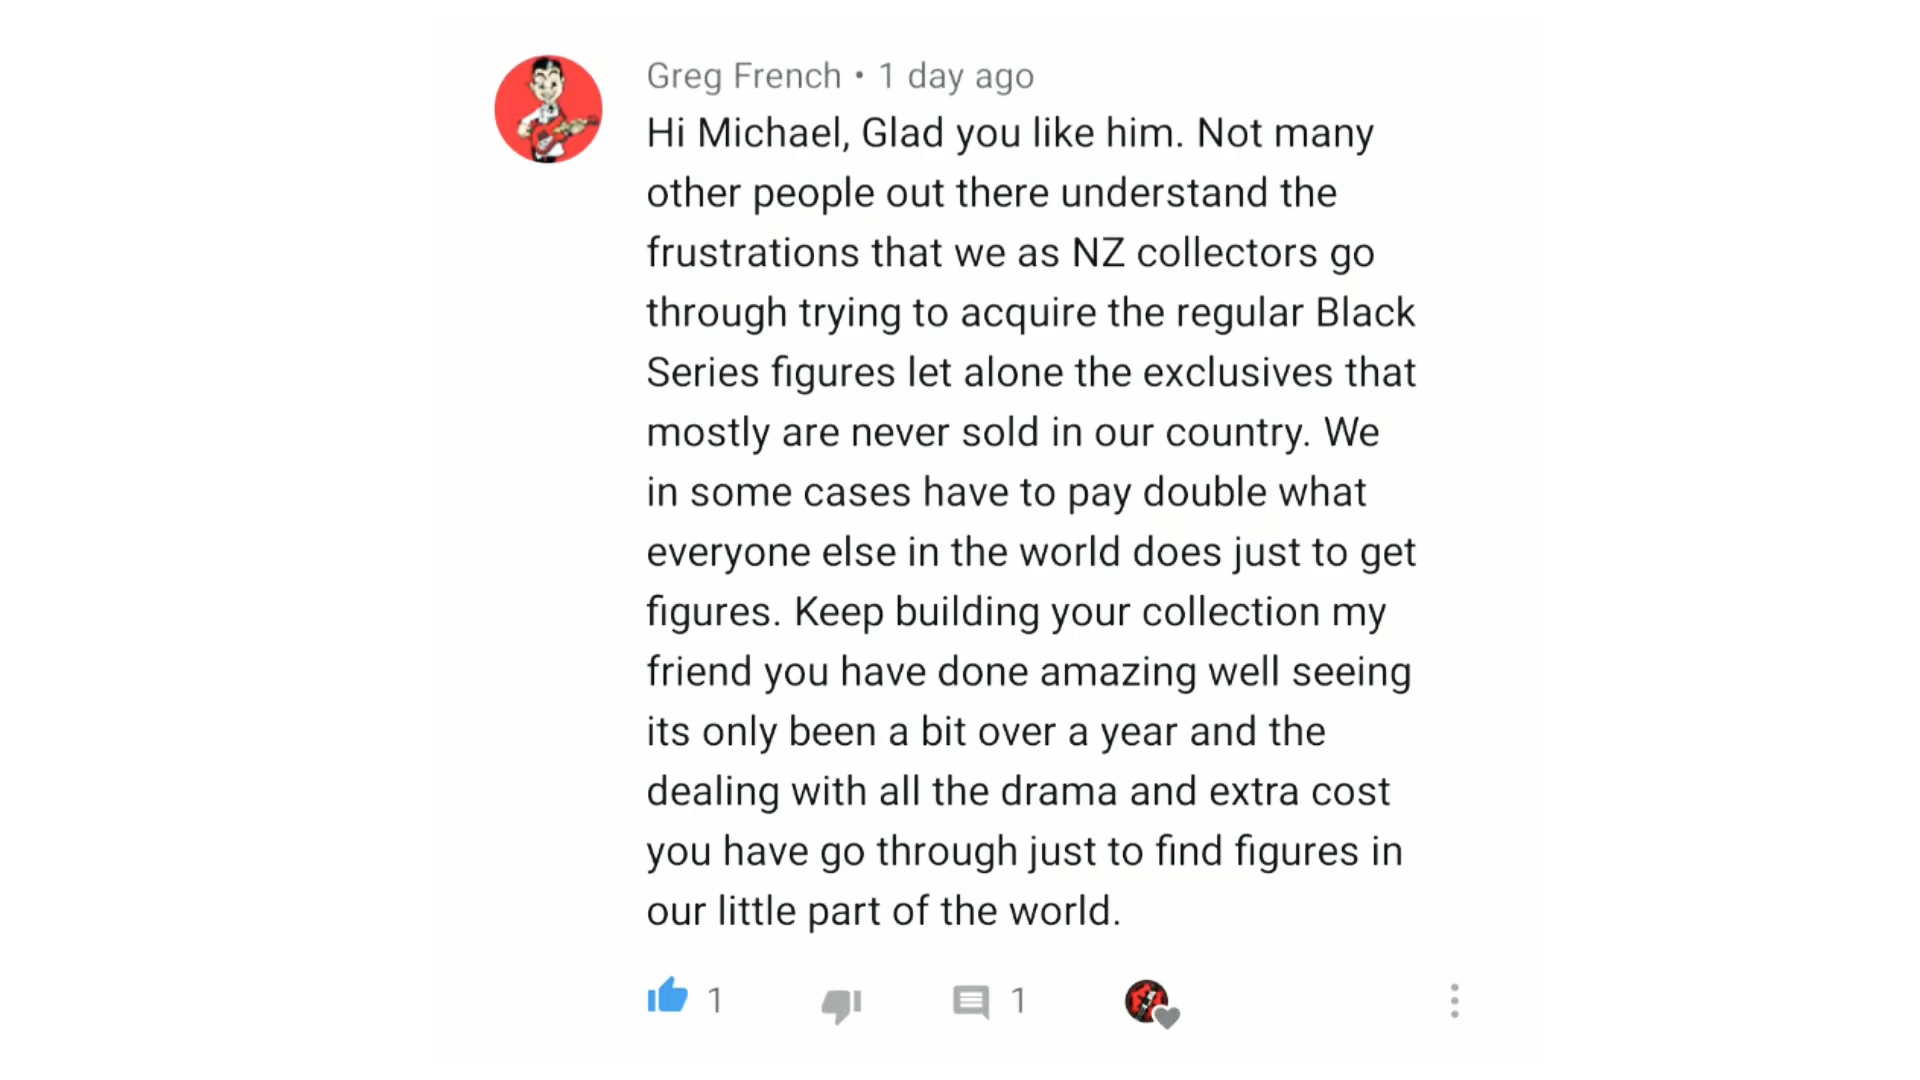 Greg French • 1 day ago
Hi Michael, Glad you like him. Not many
other people out there understand the
frustrations that we as NZ collectors go
through trying to acquire the regular Black
Series figures let alone the exclusives that
mostly are never sold in our country. We
in some cases have to pay double what
everyone else in the world does just to get
figures. Keep building your collection my
friend you have done amazing well seeing
its only been a bit over a year and the
dealing with all the drama and extra cost
you have go through just to find figures in
our little part of the world.
1 1